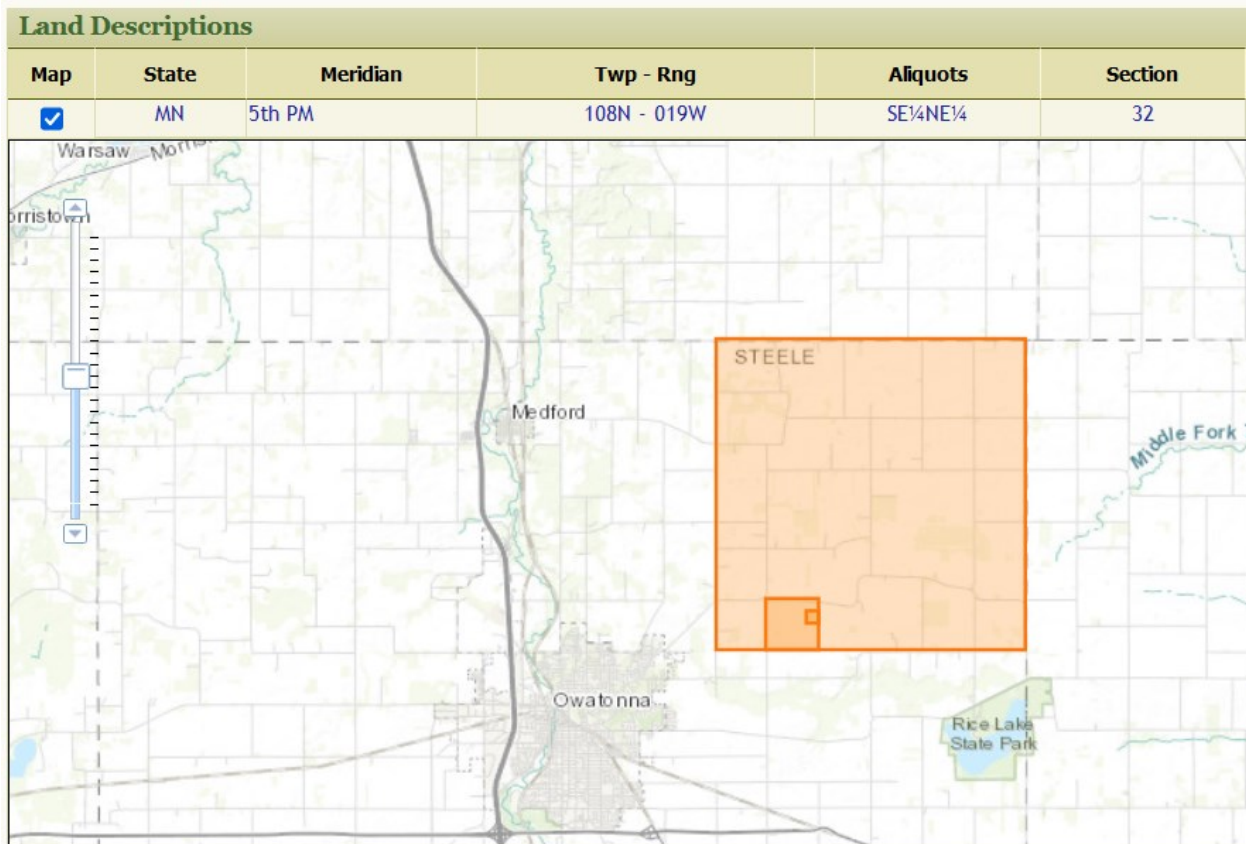 Land Descriptions
Map State Meridian Twp - Rng Aliquots Section
MN 5th PM 108N - 019W SE¼NE¼ 32
Warsaw
orristown
STEELE
Medford
Middle Fork
Owatonna
Rice Lake
State Park